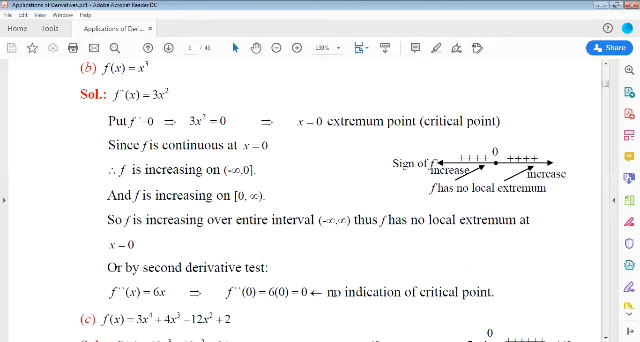 Applications of Derivatives.pdf - Adobe Acrobat Reader DC
File Edit View Window Help
Home Tools Applications of Deri... ×
5 / 45 139% Share
(b) f(x) = x³
Sol.: f`(x) = 3x²
Put f`=0 ⇒ 3x² = 0 ⇒ x = 0 extremum point (critical point)
Since f is continuous at x = 0
∴ f is increasing on (-∞,0].
And f is increasing on [0, ∞).
Sign of f` ++++ 0 ++++
increase increase
f has no local extremum
So f is increasing over entire interval (-∞,∞) thus f has no local extremum at
x = 0
Or by second derivative test:
f``(x) = 6x ⇒ f``(0) = 6(0) = 0 ← no indication of critical point.
(c) f(x) = 3x⁴ + 4x³ −12x² + 2
0
++++++